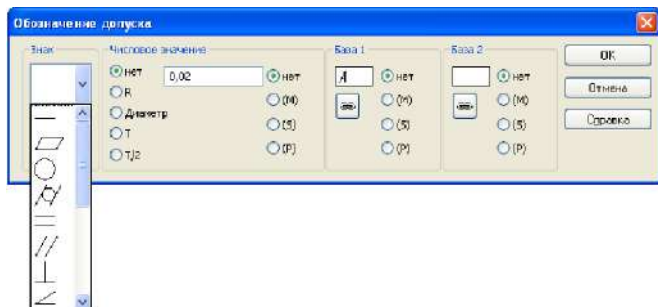 Обозначение допуска
Знак
Числовое значение
База 1
База 2
нет 0,02 нет
R (M)
Диаметр (S)
T (P)
T/2
А нет
(M)
(S)
(P)
нет
(M)
(S)
(P)
OK
Отмена
Справка